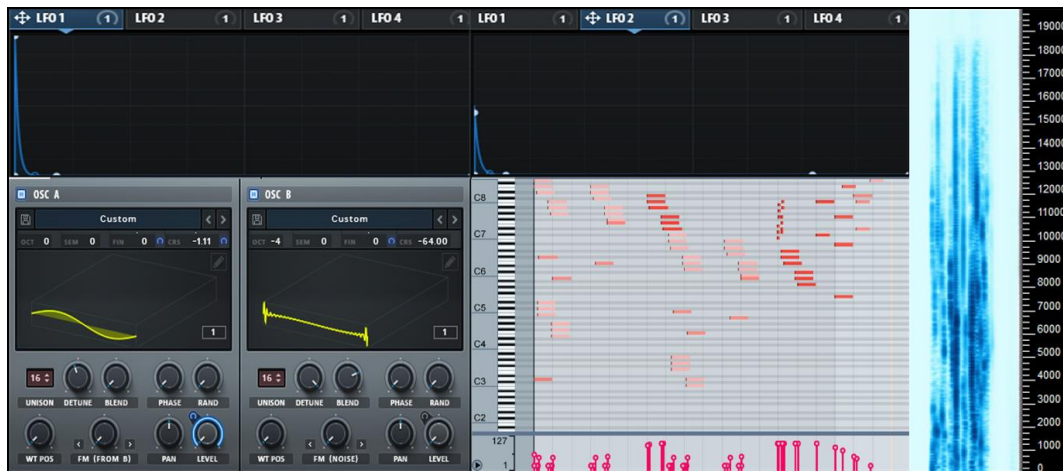 LFO 1 1 LFO 2 1 LFO 3 1 LFO 4 1
LFO 1 1 LFO 2 1 LFO 3 1 LFO 4 1
OSC A
Custom
OCT 0 SEM 0 FIN 0 CRS -1.11
1
16
UNISON DETUNE BLEND PHASE RAND
WT POS FM (FROM B) PAN LEVEL
OSC B
Custom
OCT -4 SEM 0 FIN 0 CRS -64.00
1
16
UNISON DETUNE BLEND PHASE RAND
WT POS FM (NOISE) PAN LEVEL
C8
C7
C6
C5
C4
C3
C2
127
1
19000
18000
17000
16000
15000
14000
13000
12000
11000
10000
9000
8000
7000
6000
5000
4000
3000
2000
1000